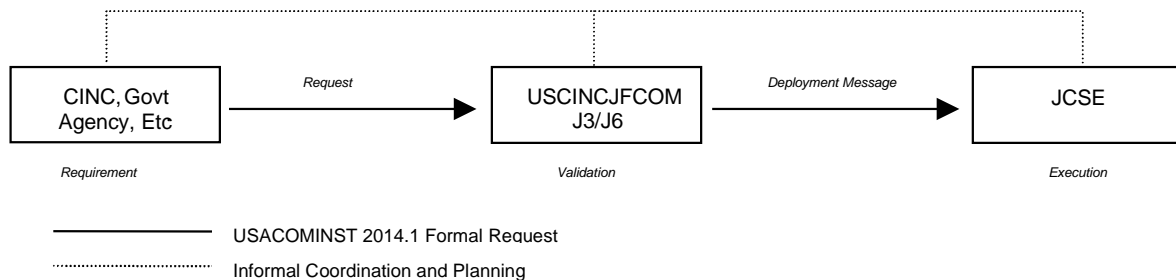 CINC, Govt
Agency, Etc
Request
USCINCJFCOM
J3/J6
Deployment Message
JCSE
Requirement
Validation
Execution
USACOMINST 2014.1 Formal Request
Informal Coordination and Planning